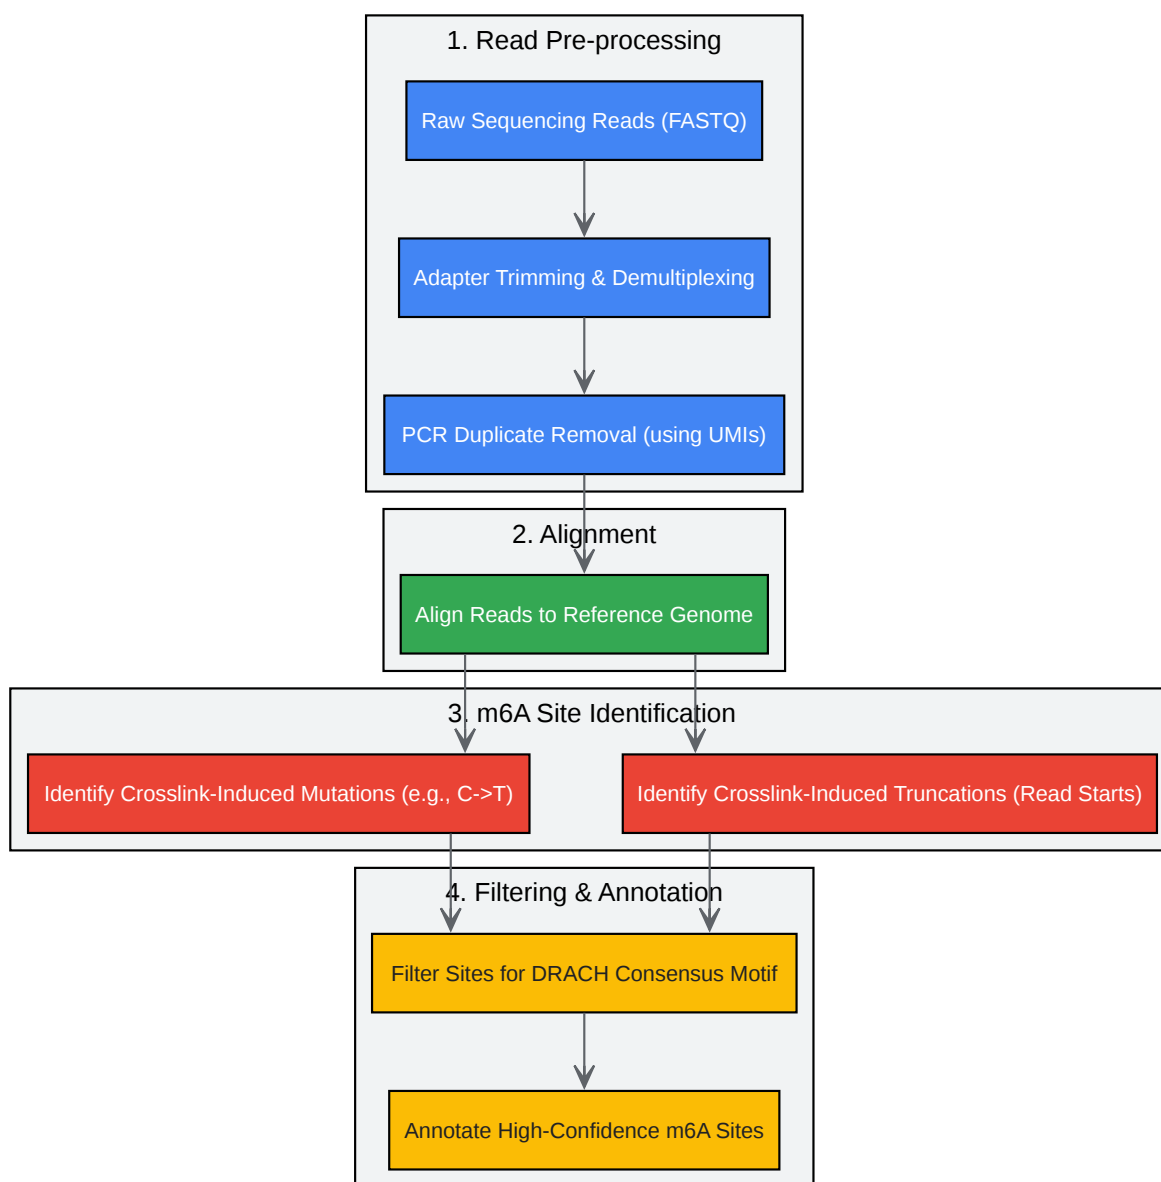 1. Read Pre-processing
Raw Sequencing Reads (FASTQ)
Adapter Trimming & Demultiplexing
PCR Duplicate Removal (using UMIs)
2. Alignment
Align Reads to Reference Genome
3. m6A Site Identification
Identify Crosslink-Induced Mutations (e.g., C->T)
Identify Crosslink-Induced Truncations (Read Starts)
4. Filtering & Annotation
Filter Sites for DRACH Consensus Motif
Annotate High-Confidence m6A Sites